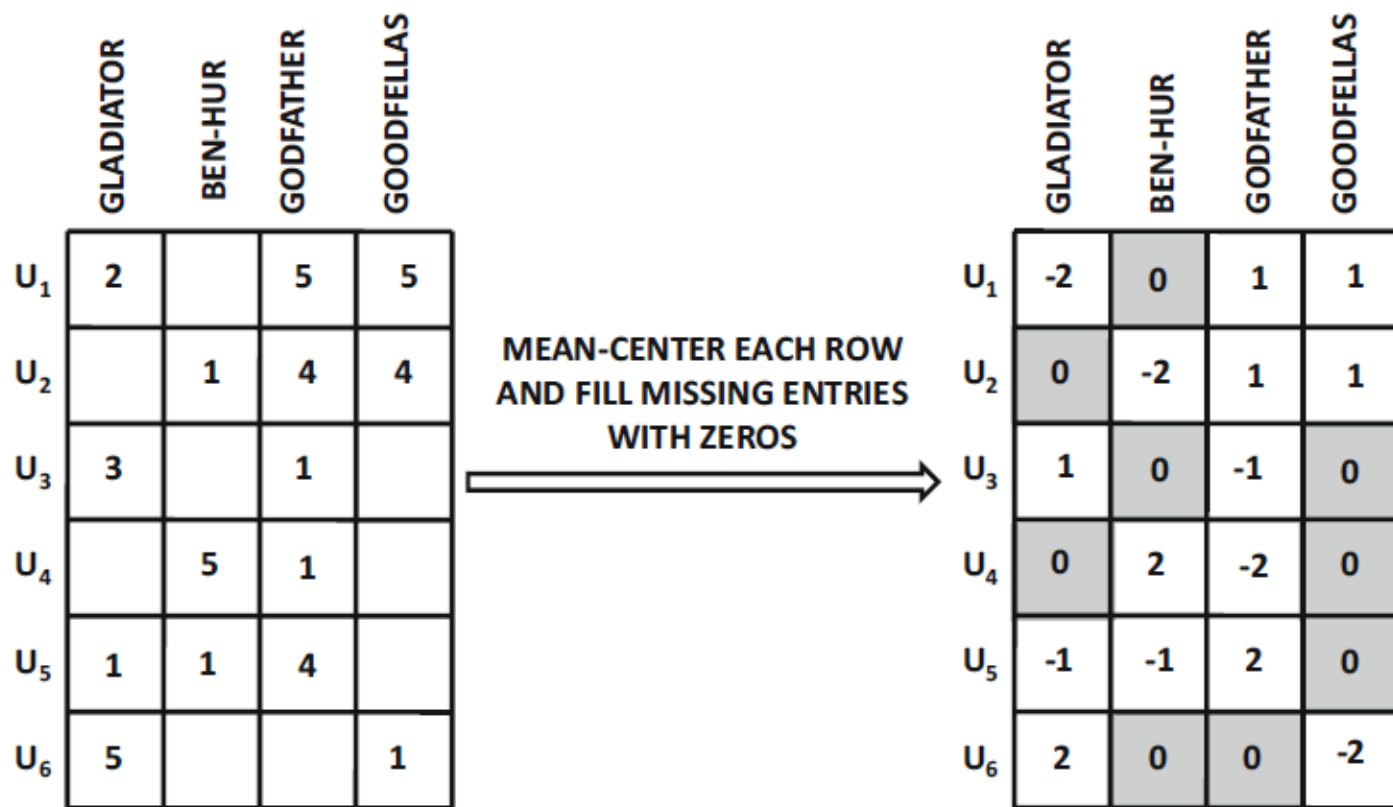 GLADIATOR BEN-HUR GODFATHER GOODFELLAS
U1 2 5 5
U2 1 4 4
U3 3 1
U4 5 1
U5 1 1 4
U6 5 1
MEAN-CENTER EACH ROW
AND FILL MISSING ENTRIES
WITH ZEROS
GLADIATOR BEN-HUR GODFATHER GOODFELLAS
U1 -2 0 1 1
U2 0 -2 1 1
U3 1 0 -1 0
U4 0 2 -2 0
U5 -1 -1 2 0
U6 2 0 0 -2